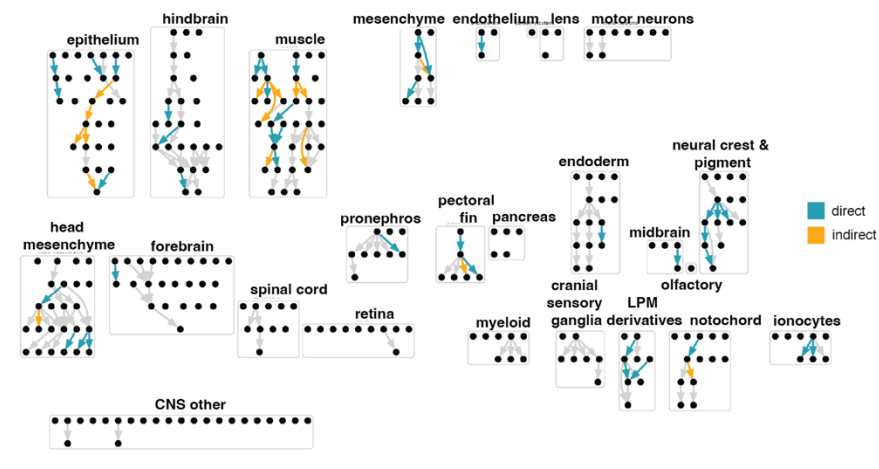 hindbrain
epithelium
muscle
mesenchyme
endothelium
lens
motor neurons
endoderm
neural crest &
pigment
direct
indirect
head
mesenchyme
forebrain
spinal cord
retina
pronephros
pectoral
fin
pancreas
midbrain
olfactory
myeloid
cranial
sensory
ganglia
LPM
derivatives
notochord
ionocytes
CNS other